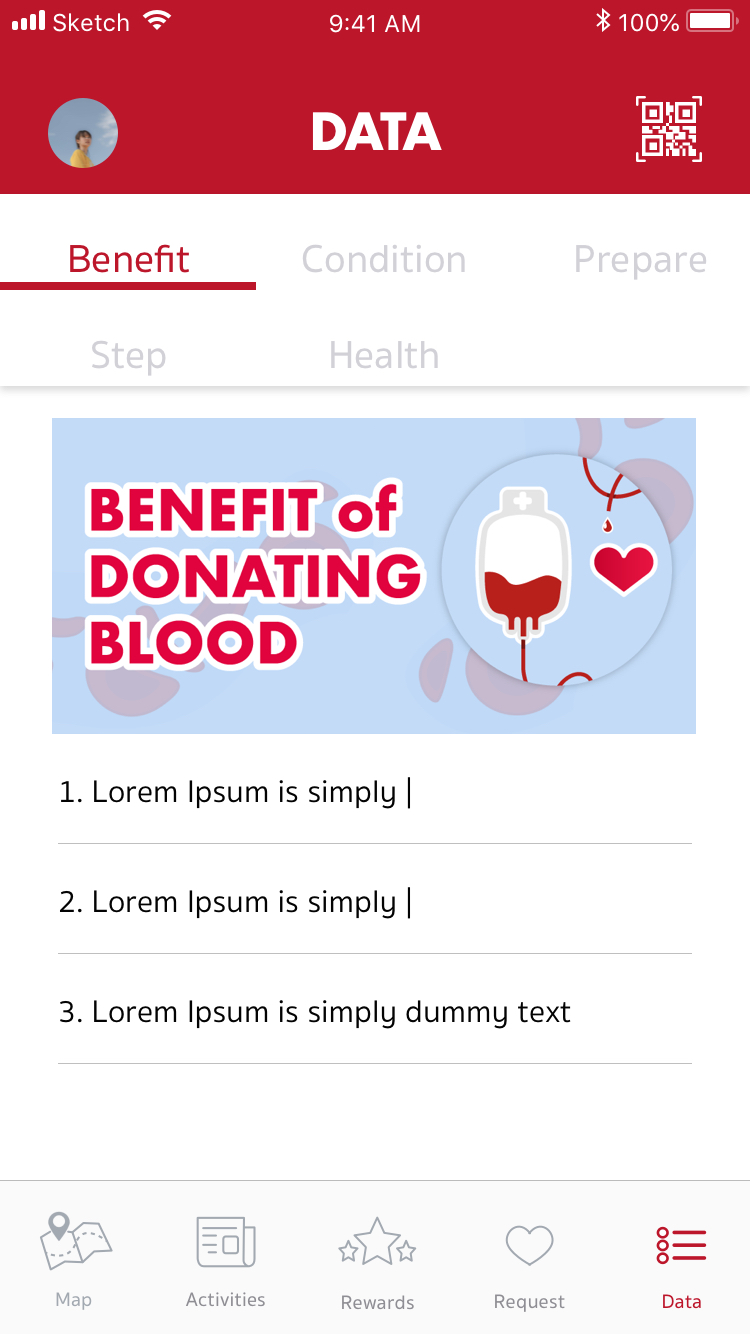 Sketch 9:41 AM 100%
DATA
Benefit Condition Prepare
Step Health
BENEFIT of
DONATING
BLOOD
1. Lorem Ipsum is simply |
2. Lorem Ipsum is simply |
3. Lorem Ipsum is simply dummy text
Map Activities Rewards Request Data